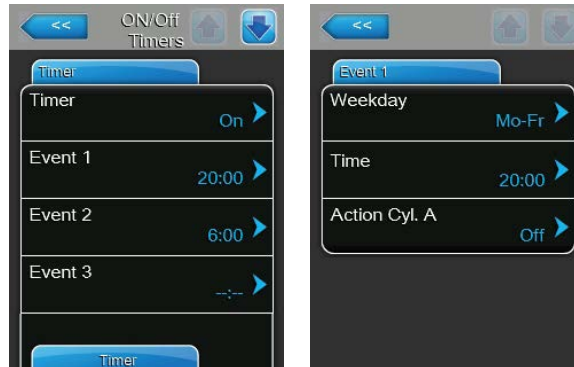 <<
ON/Off
Timers
Timer
Timer
On
Event 1
20:00
Event 2
6:00
Event 3
--:--
Timer
<<
Event 1
Weekday
Mo-Fr
Time
20:00
Action Cyl. A
Off